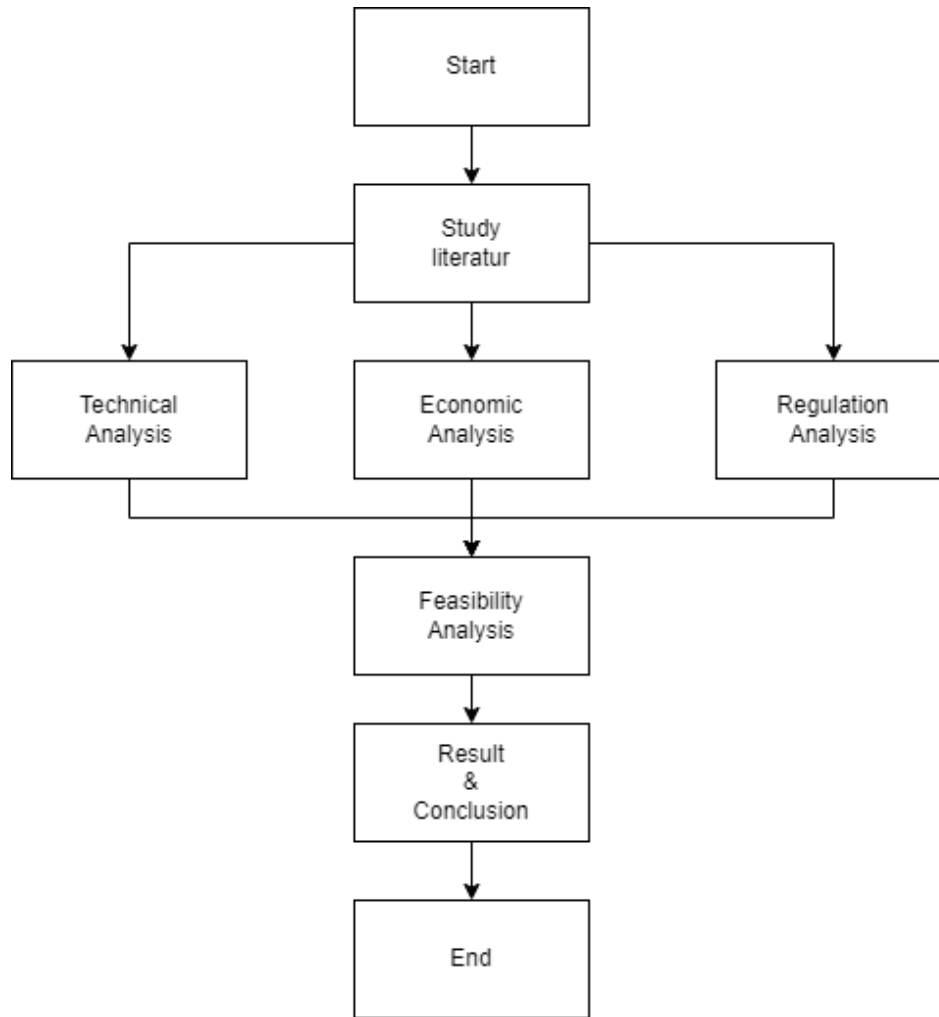 Start
Study
literatur
Technical
Analysis
Economic
Analysis
Regulation
Analysis
Feasibility
Analysis
Result
&
Conclusion
End